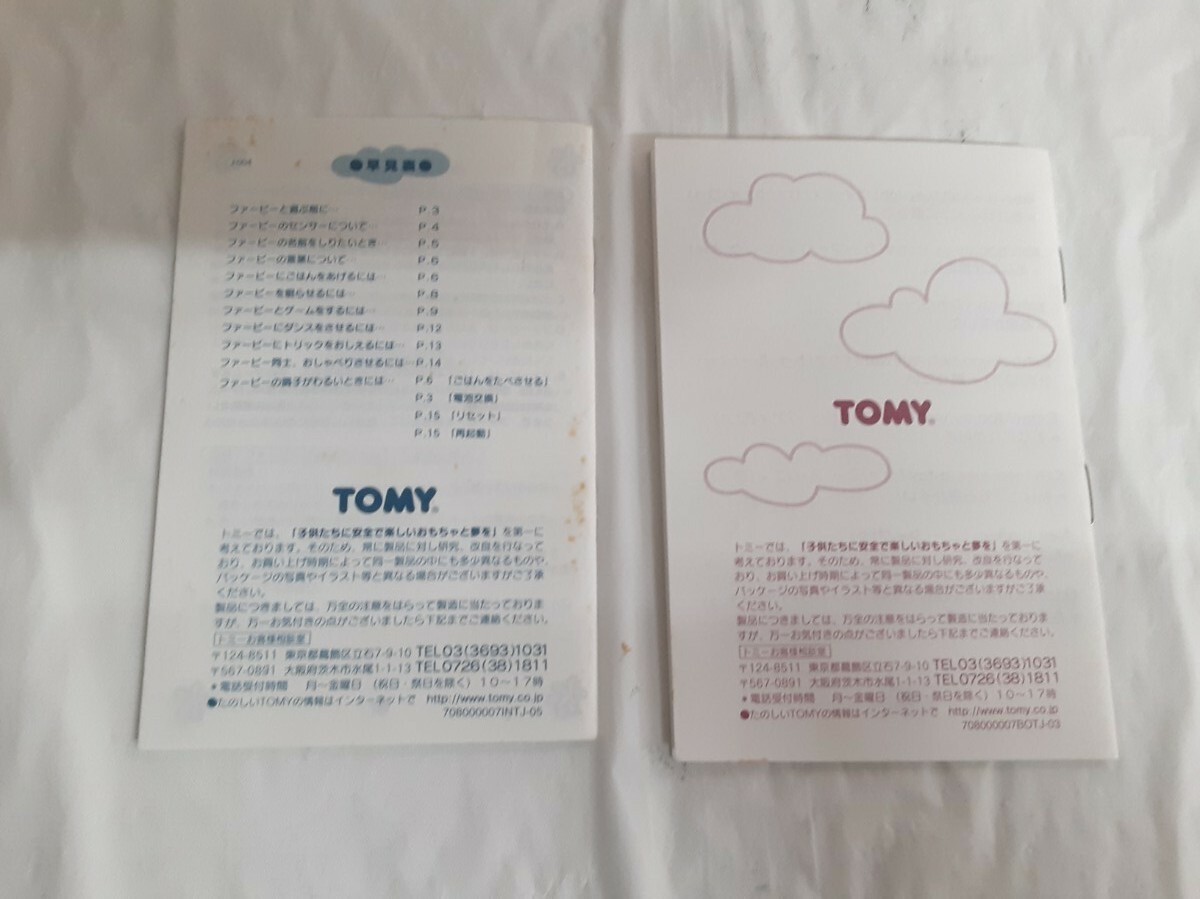 ●早見表●
ファービーと遊ぶ前に… P.3
ファービーのセンサーについて… P.4
ファービーの名前をしりたいとき… P.5
ファービーの言葉について… P.6
ファービーにごはんをあげるには… P.6
ファービーを眠らせるには… P.8
ファービーとゲームをするには… P.9
ファービーにダンスをさせるには… P.12
ファービーにトリックをおしえるには… P.13
ファービー同士、おしゃべりさせるには… P.14
ファービーの調子がわるいときには… P.6 「ごはんをたべさせる」
P.3 「電池交換」
P.15 「リセット」
P.15 「再起動」
TOMY®
トミーでは、「子供たちに安全で楽しいおもちゃと夢を」を第一に
考えております。そのため、常に製品に対し研究、改良を行なって
おり、お買い上げ時期によって同一製品の中にも多少異なるものや、
パッケージの写真やイラスト等と異なる場合がございますがご了承
ください。
製品につきましては、万全の注意をはらって製造に当たっておりま
すが、万一お気付きの点がございましたら下記までご連絡ください。
トミーお客様相談室
〒124-8511 東京都葛飾区立石7-9-10 TEL03(3693)1031
〒567-0891 大阪府茨木市水尾1-1-13 TEL0726(38)1811
＊電話受付時間 月〜金曜日（祝日・祭日を除く）10〜17時
●たのしいTOMYの情報はインターネットで http://www.tomy.co.jp
708000007INTJ-05
TOMY®
トミーでは、「子供たちに安全で楽しいおもちゃと夢を」を第一に
考えております。そのため、常に製品に対し研究、改良を行なって
おり、お買い上げ時期によって同一製品の中にも多少異なるものや、
パッケージの写真やイラスト等と異なる場合がございますがご了承
ください。
製品につきましては、万全の注意をはらって製造に当たっておりま
すが、万一お気付きの点がございましたら下記までご連絡ください。
トミーお客様相談室
〒124-8511 東京都葛飾区立石7-9-10 TEL03(3693)1031
〒567-0891 大阪府茨木市水尾1-1-13 TEL0726(38)1811
＊電話受付時間 月〜金曜日（祝日・祭日を除く）10〜17時
●たのしいTOMYの情報はインターネットで http://www.tomy.co.jp
708000007BOTJ-03